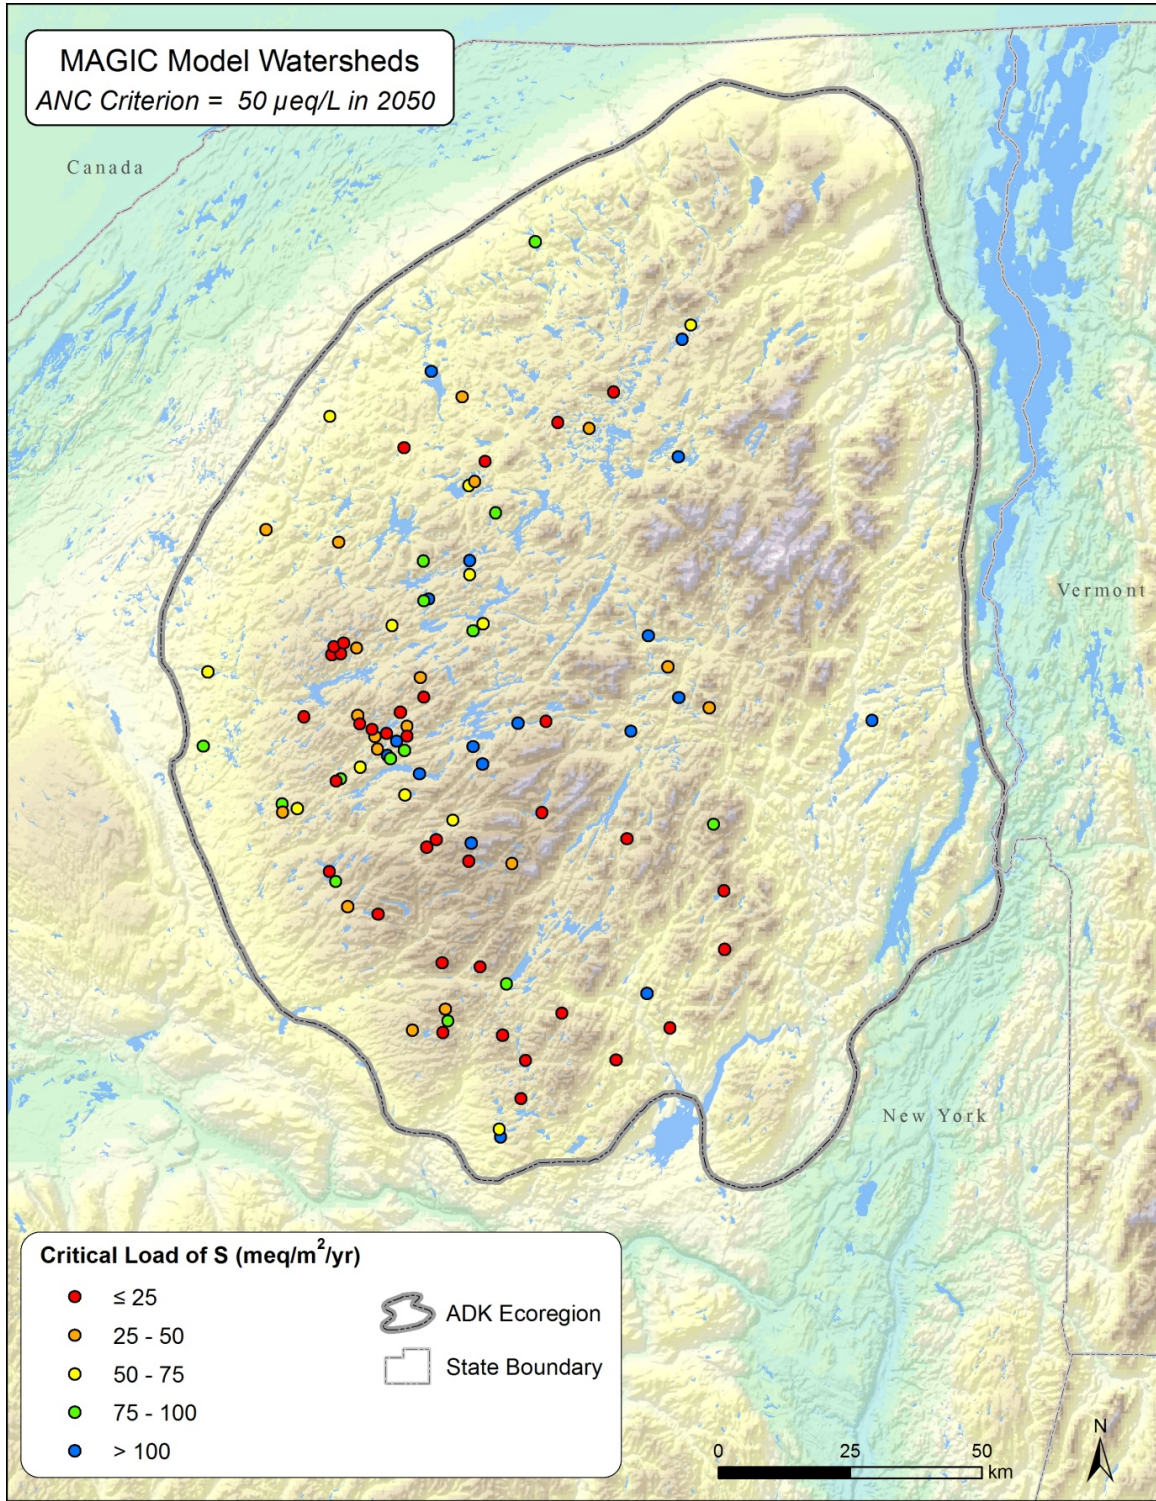 MAGIC Model Watersheds
ANC Criterion = 50 µeq/L in 2050
Canada
Vermont
New York
Critical Load of S (meq/m²/yr)
≤ 25
25 - 50
50 - 75
75 - 100
> 100
ADK Ecoregion
State Boundary
0 25 50
km
N